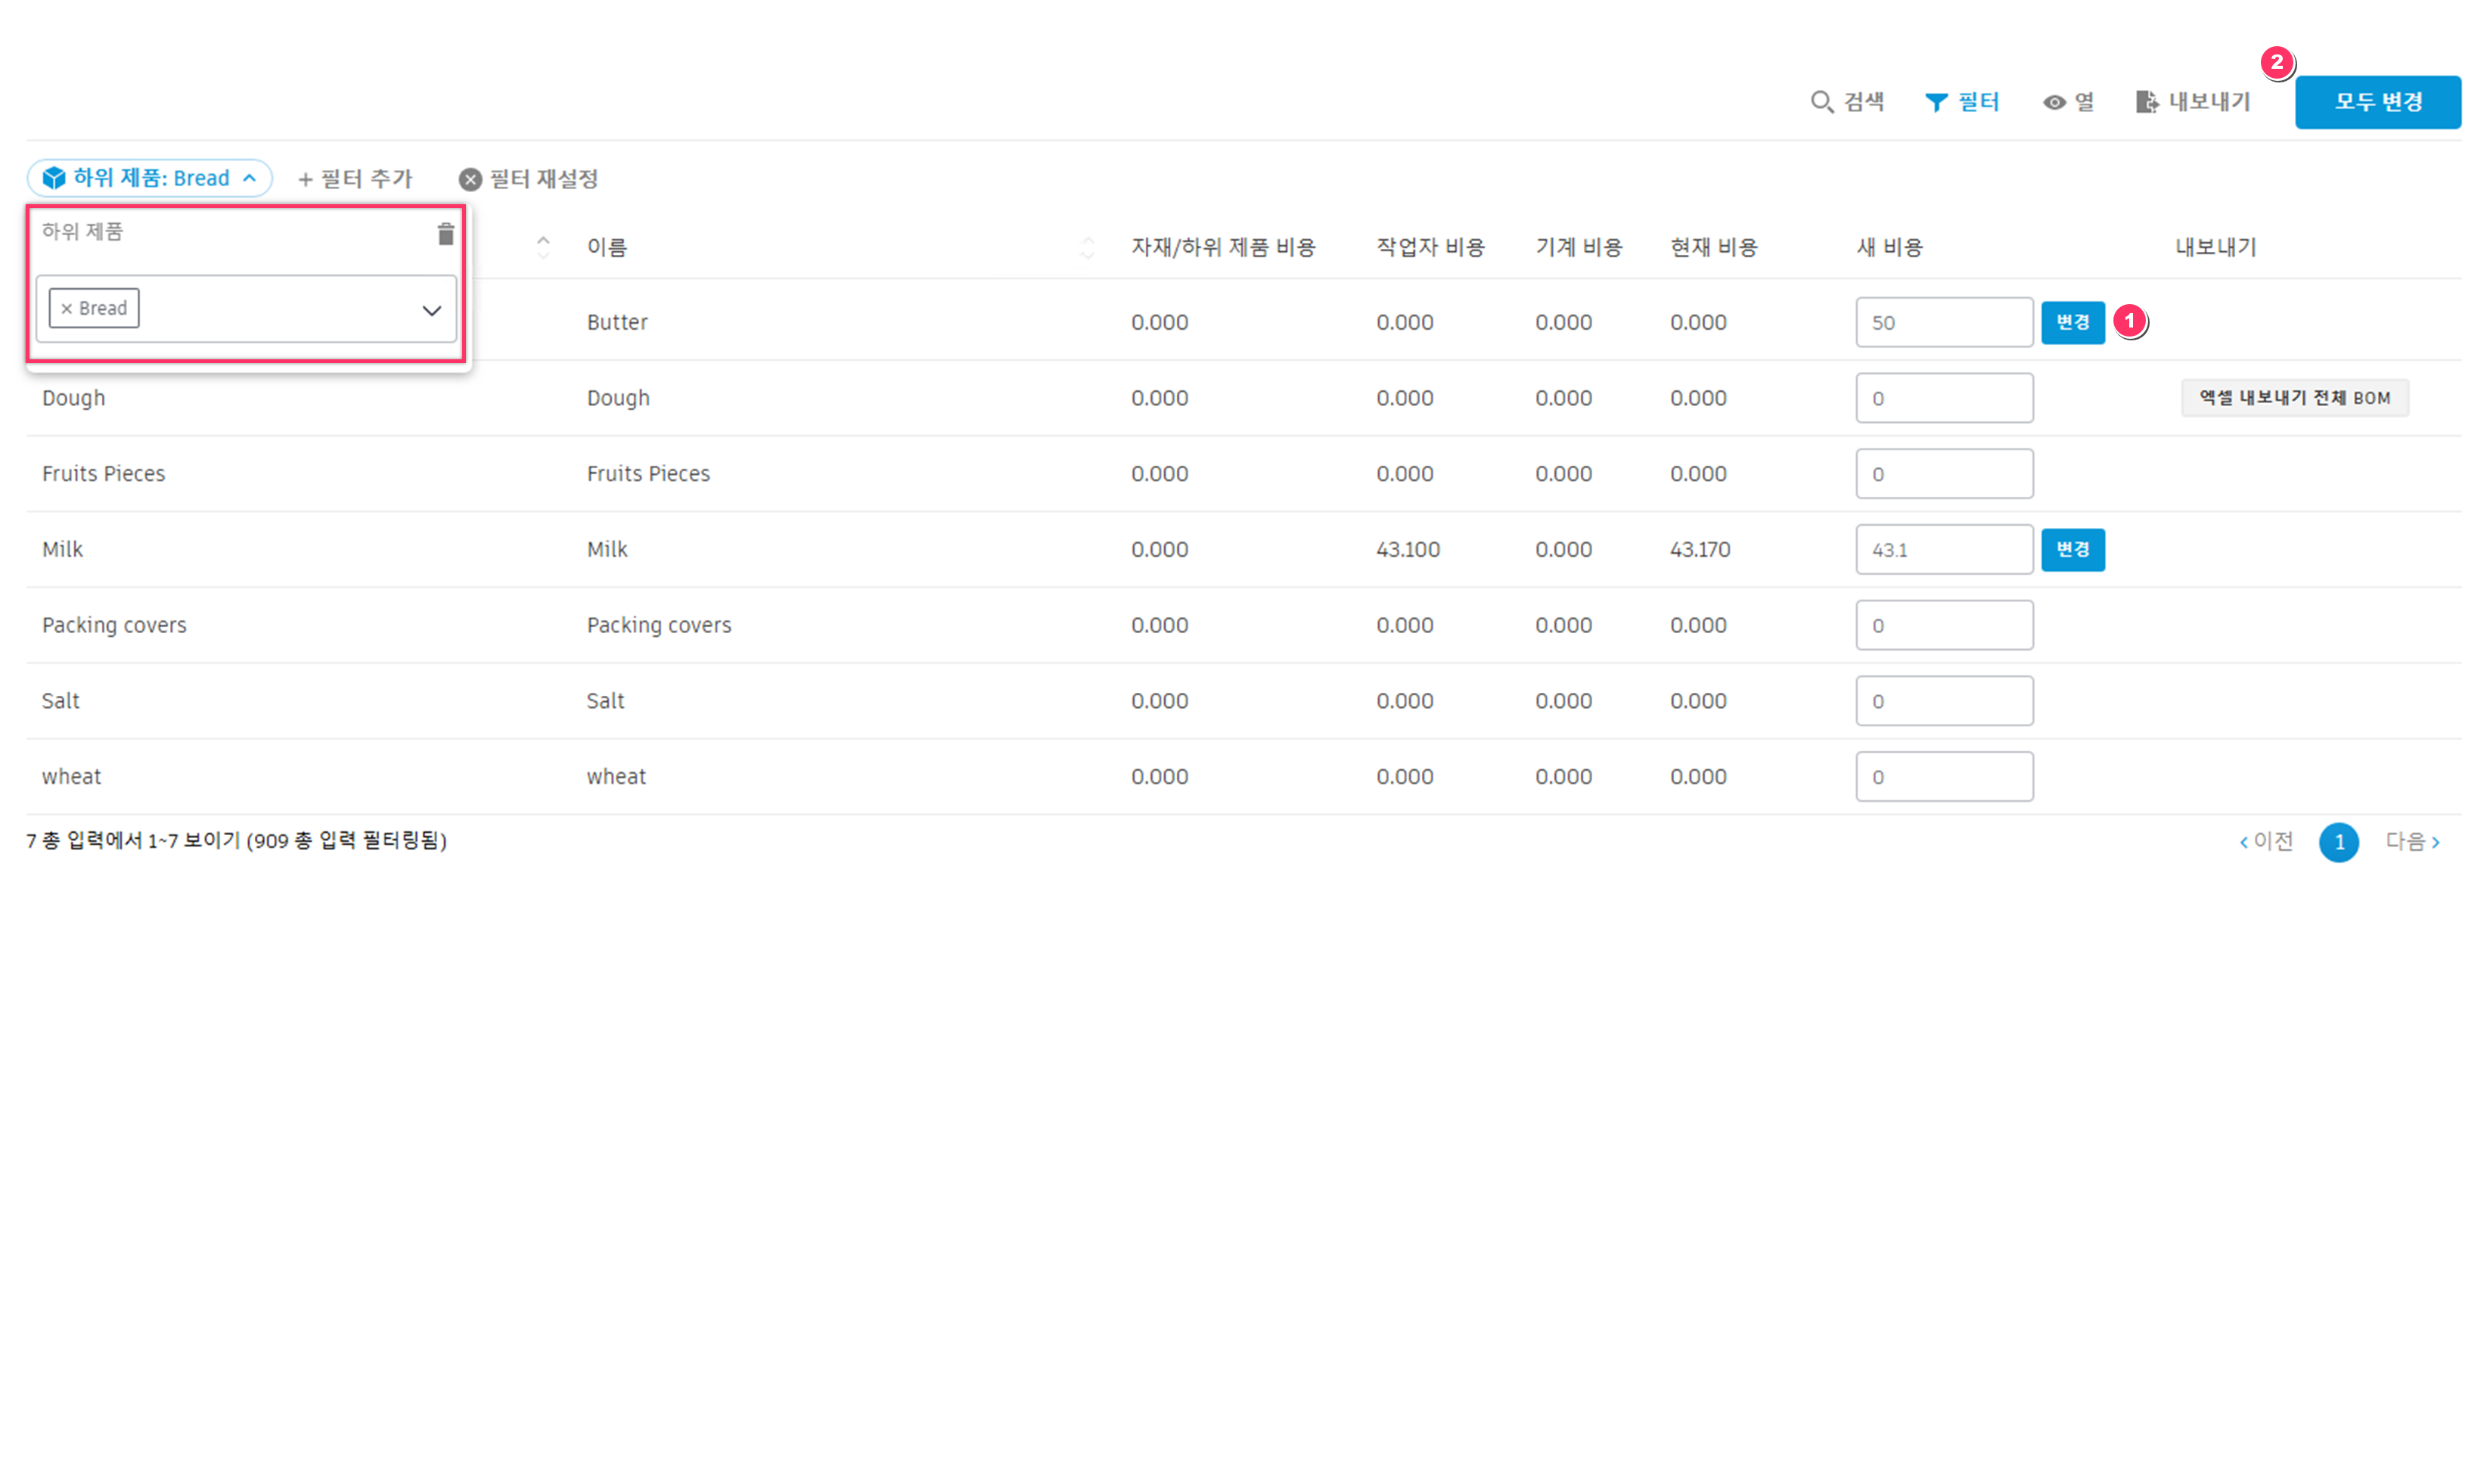 2
검색 필터 열 내보내기 모두 변경
하위 제품: Bread + 필터 추가 필터 재설정
하위 제품
× Bread
이름 자재/하위 제품 비용 작업자 비용 기계 비용 현재 비용 새 비용 내보내기
Butter 0.000 0.000 0.000 0.000 50 변경 1
Dough Dough 0.000 0.000 0.000 0.000 0 엑셀 내보내기 전체 BOM
Fruits Pieces Fruits Pieces 0.000 0.000 0.000 0.000 0
Milk Milk 0.000 43.100 0.000 43.170 43.1 변경
Packing covers Packing covers 0.000 0.000 0.000 0.000 0
Salt Salt 0.000 0.000 0.000 0.000 0
wheat wheat 0.000 0.000 0.000 0.000 0
7 총 입력에서 1~7 보이기 (909 총 입력 필터링됨) ‹ 이전 1 다음 ›